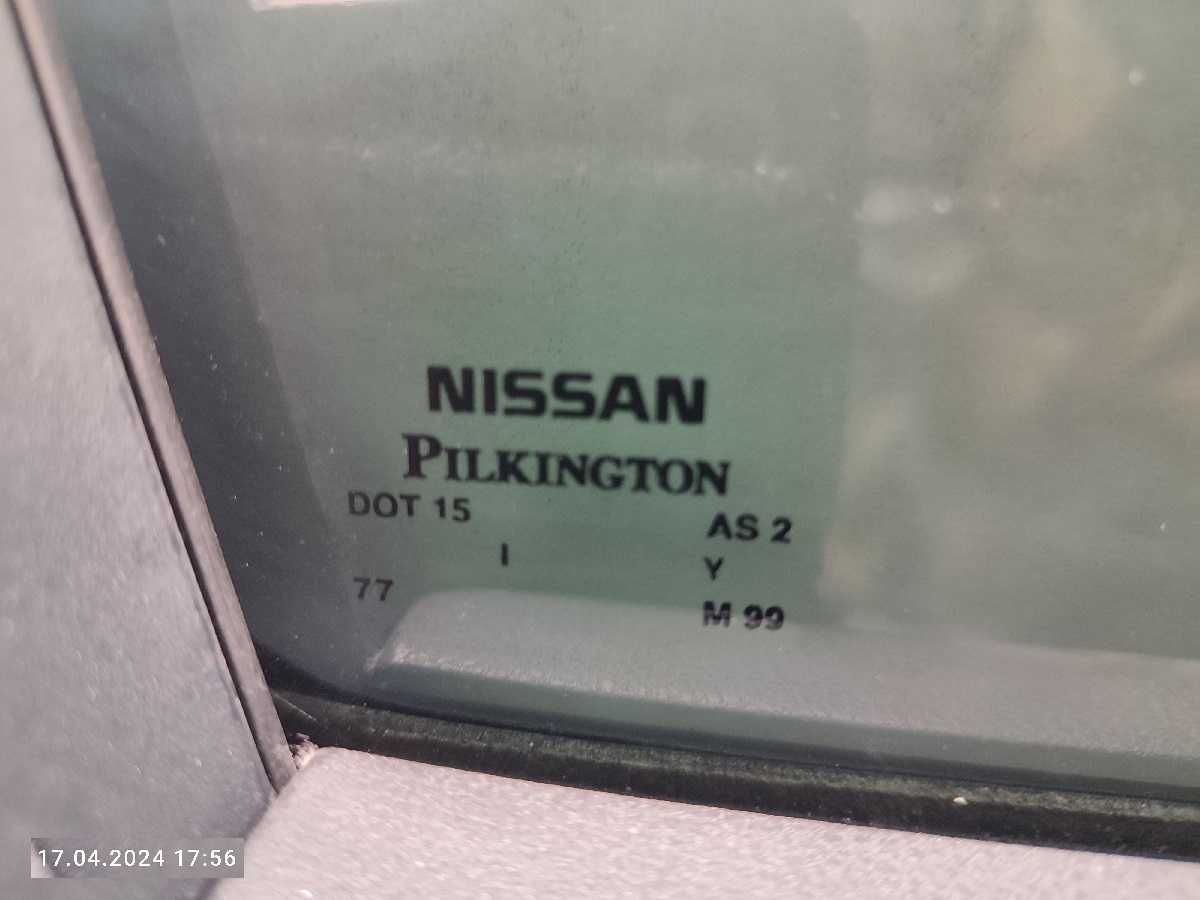 NISSAN
PILKINGTON
DOT 15 AS 2
I Y
77 M 99
17.04.2024 17:56